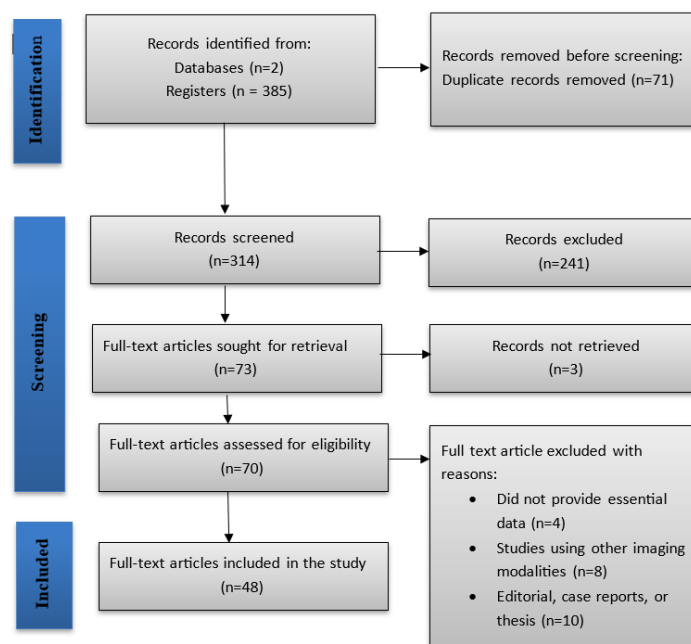 Identification
Records identified from:
Databases (n=2)
Registers (n = 385)
Records removed before screening:
Duplicate records removed (n=71)
Screening
Records screened
(n=314)
Records excluded
(n=241)
Full-text articles sought for retrieval
(n=73)
Records not retrieved
(n=3)
Full-text articles assessed for eligibility
(n=70)
Full text article excluded with
reasons:
• Did not provide essential
data (n=4)
• Studies using other imaging
modalities (n=8)
• Editorial, case reports, or
thesis (n=10)
Included
Full-text articles included in the study
(n=48)